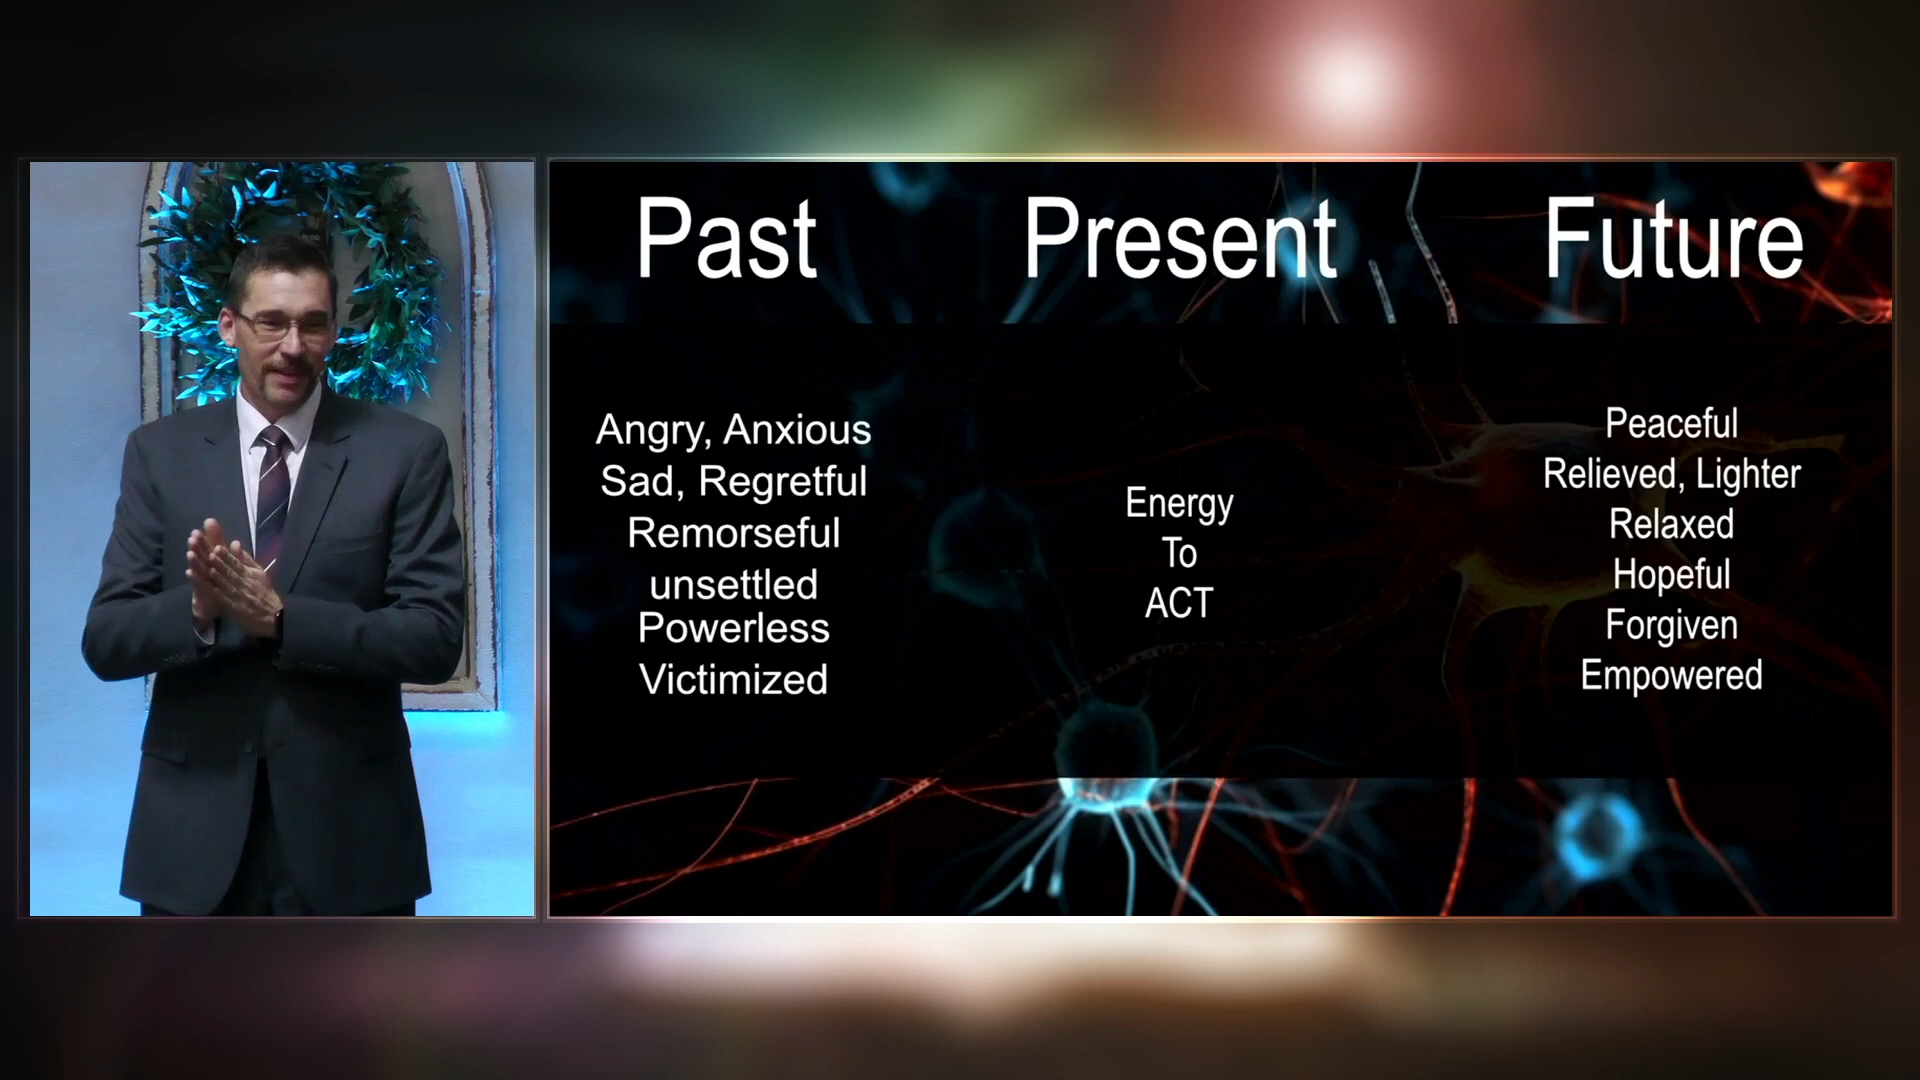 Past
Present
Future
Angry, Anxious
Sad, Regretful
Remorseful
unsettled
Powerless
Victimized
Energy
To
ACT
Peaceful
Relieved, Lighter
Relaxed
Hopeful
Forgiven
Empowered